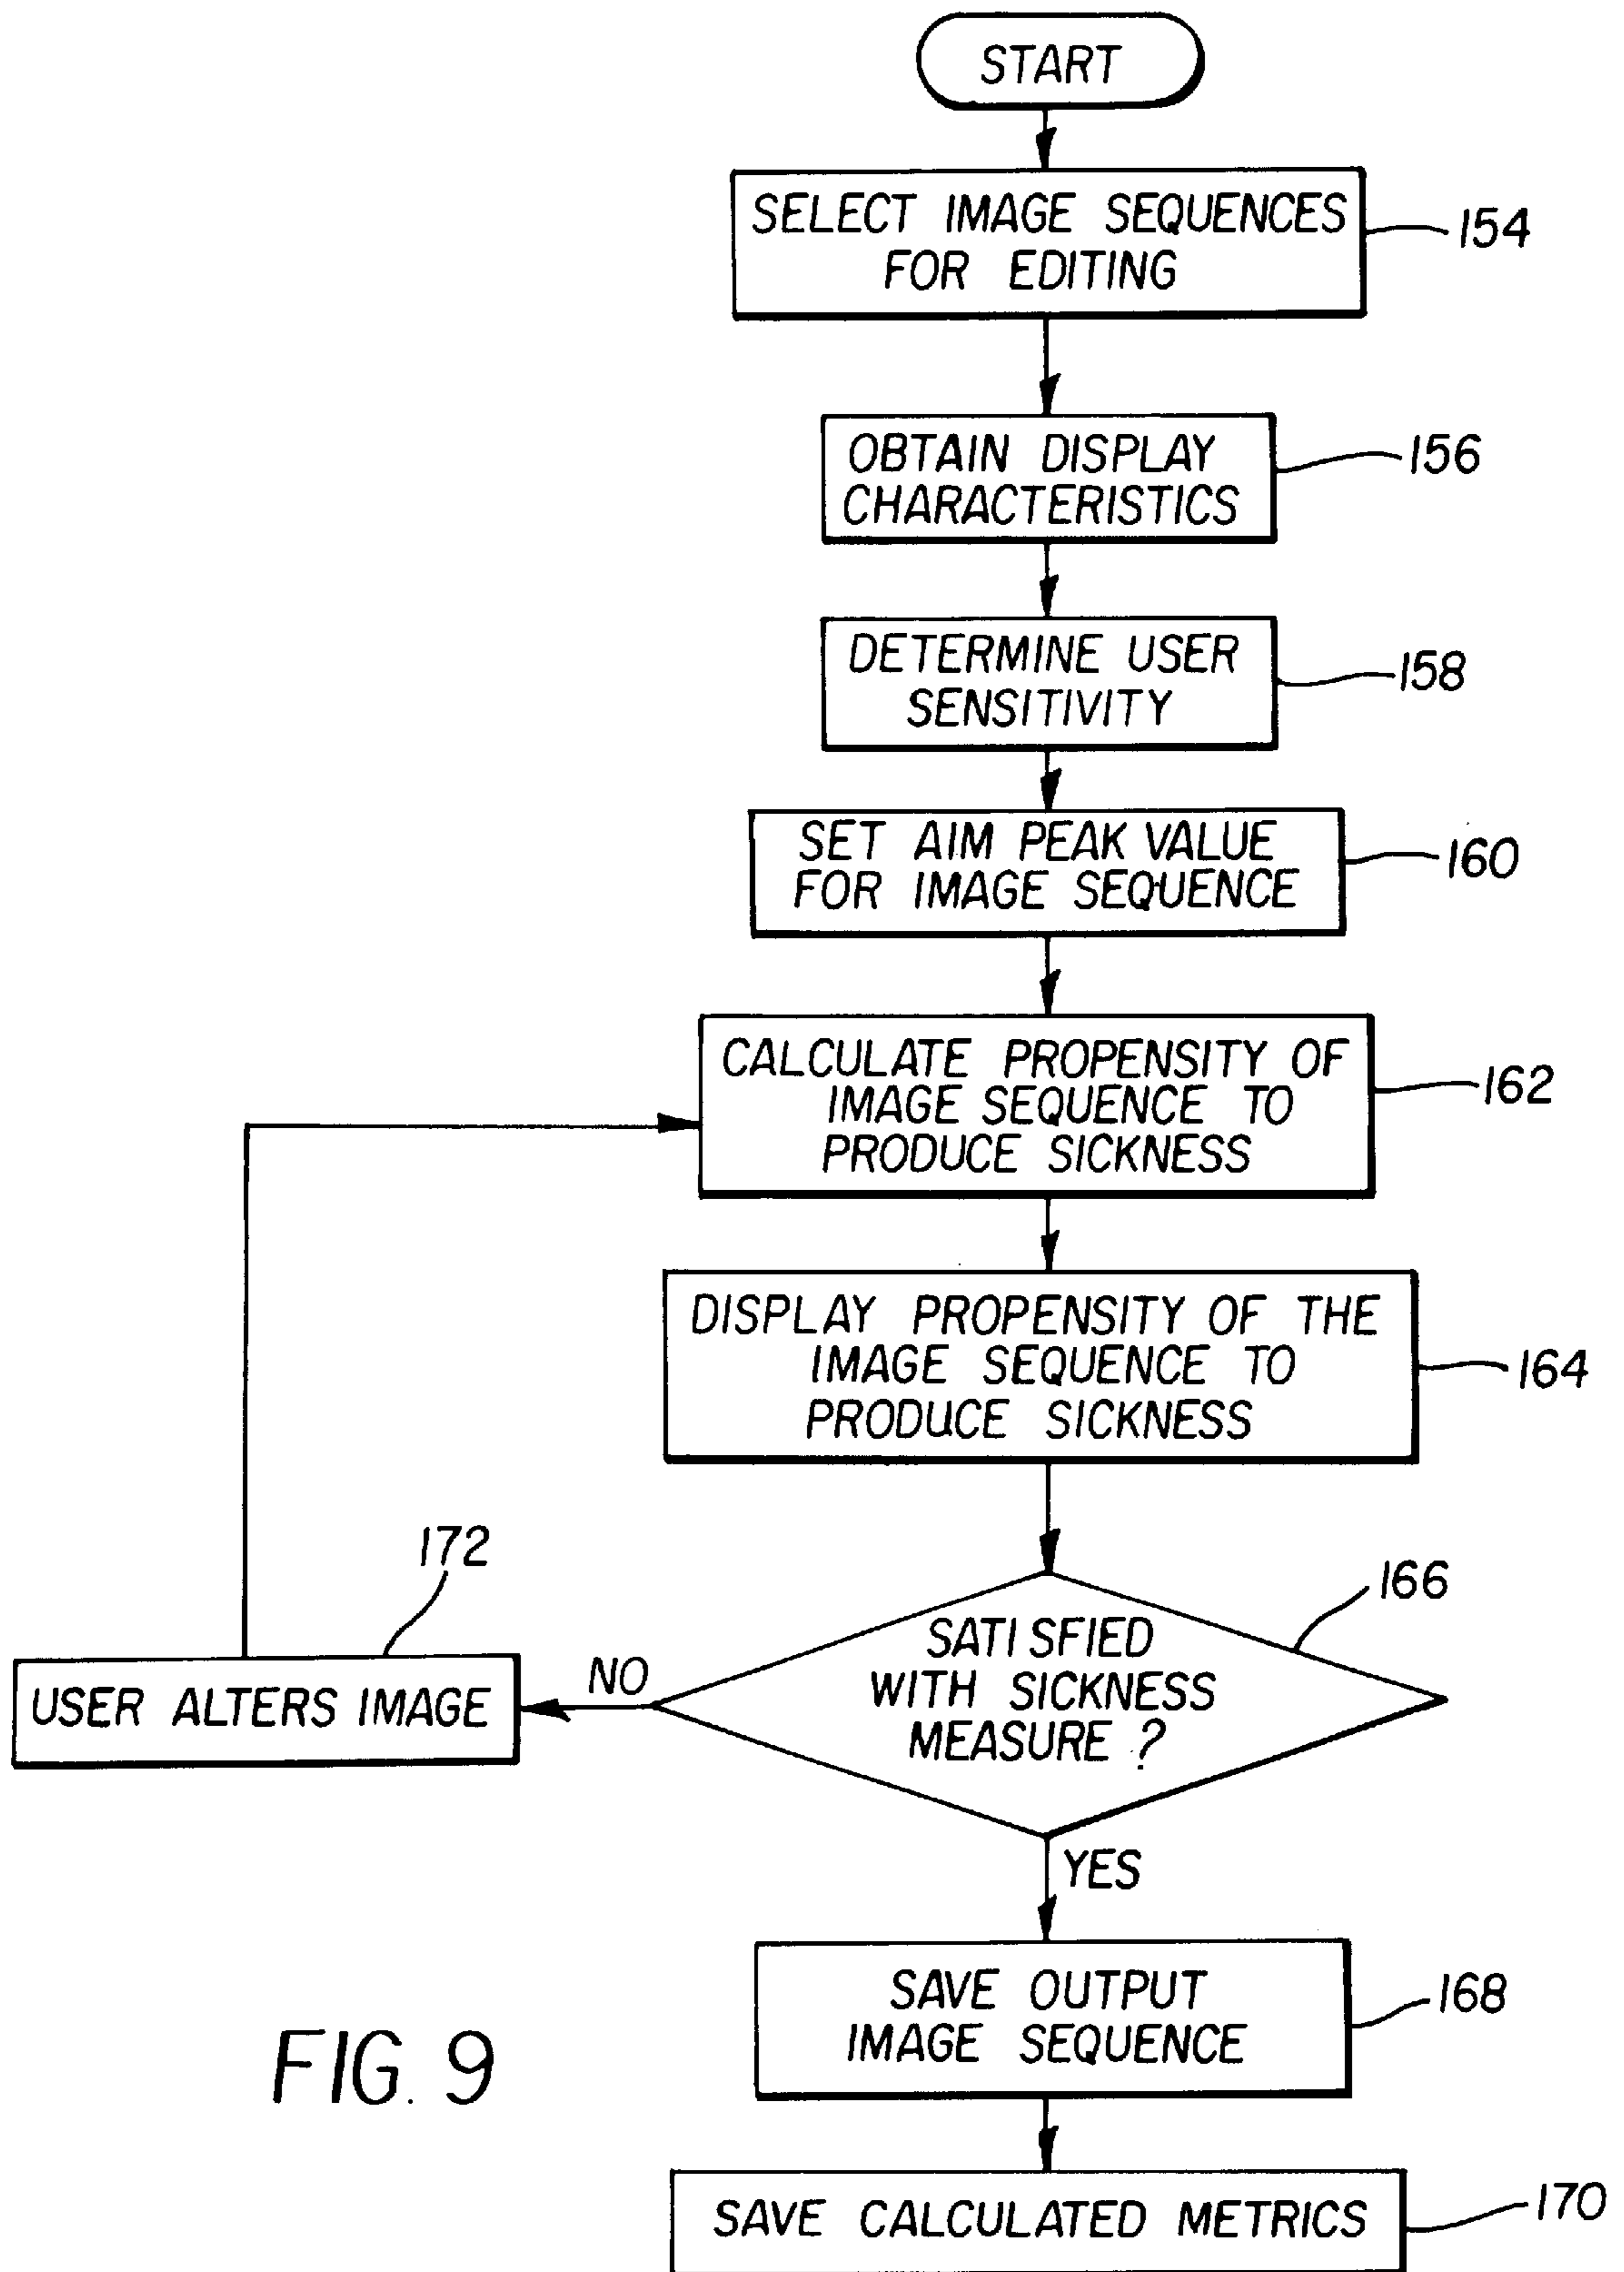 START
SELECT IMAGE SEQUENCES
FOR EDITING
154
OBTAIN DISPLAY
CHARACTERISTICS
156
DETERMINE USER
SENSITIVITY
158
SET AIM PEAK VALUE
FOR IMAGE SEQUENCE
160
CALCULATE PROPENSITY OF
IMAGE SEQUENCE TO
PRODUCE SICKNESS
162
DISPLAY PROPENSITY OF THE
IMAGE SEQUENCE TO
PRODUCE SICKNESS
164
SATISFIED
WITH SICKNESS
MEASURE ?
166
NO
172
USER ALTERS IMAGE
YES
SAVE OUTPUT
IMAGE SEQUENCE
168
SAVE CALCULATED METRICS
170
FIG. 9